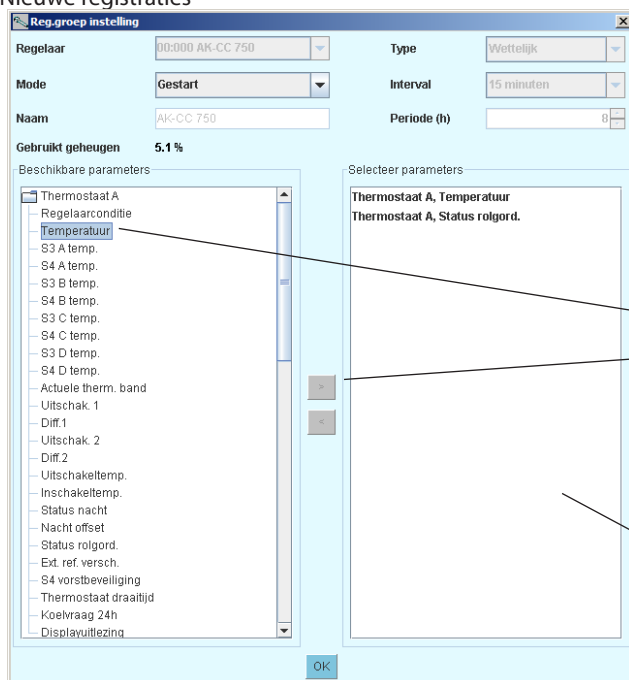 Nieuwe registraties
Reg.groep instelling
Regelaar 00:000 AK-CC 750 Type Wettelijk
Mode Gestart Interval 15 minuten
Naam AK-CC 750 Periode (h) 8
Gebruikt geheugen 5.1 %
Beschikbare parameters Selecteer parameters
Thermostaat A
Regelaarconditie
Temperatuur
S3 A temp.
S4 A temp.
S3 B temp.
S4 B temp.
S3 C temp.
S4 C temp.
S3 D temp.
S4 D temp.
Actuele therm. band
Uitschak. 1
Diff.1
Uitschak. 2
Diff.2
Uitschakeltemp.
Inschakeltemp.
Status nacht
Nacht offset
Status rolgord.
Ext. ref. versch.
S4 vorstbeveiliging
Thermostaat draaitijd
Koelvraag 24h
Displayuitlezing
Thermostaat A, Temperatuur
Thermostaat A, Status rolgord.
>
<
OK